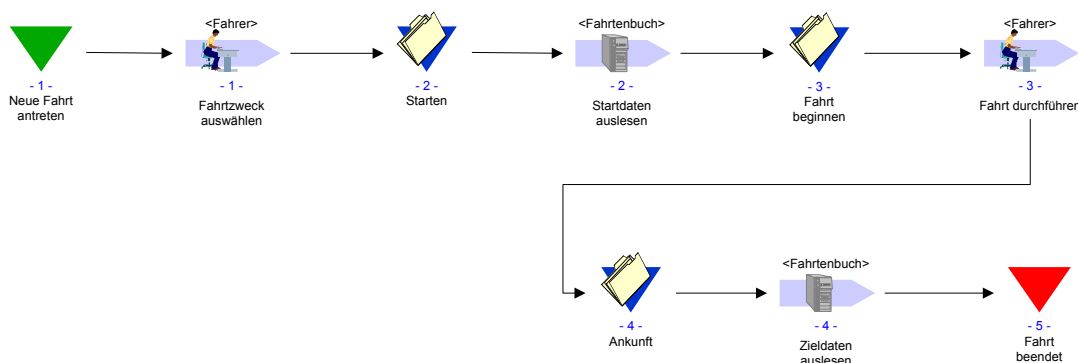 <Fahrer>
<Fahrtenbuch>
<Fahrer>
- 1 -
- 1 -
- 2 -
- 2 -
- 3 -
- 3 -
Neue Fahrt
antreten
Fahrtzweck
auswählen
Starten
Startdaten
auslesen
Fahrt
beginnen
Fahrt durchführen
<Fahrtenbuch>
- 4 -
- 4 -
- 5 -
Ankunft
Zieldaten
auslesen
Fahrt
beendet